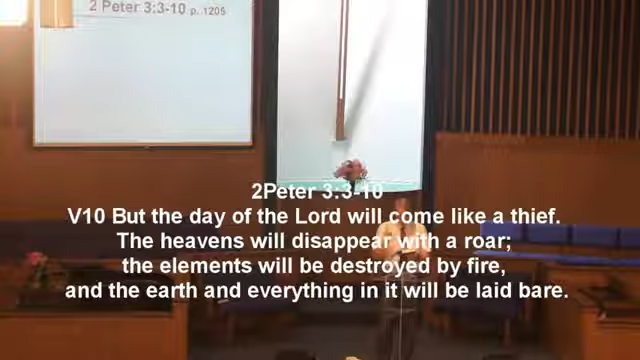 2 Peter 3:3-10 p. 1205
2Peter 3:3-10
V10 But the day of the Lord will come like a thief.
The heavens will disappear with a roar;
the elements will be destroyed by fire,
and the earth and everything in it will be laid bare.